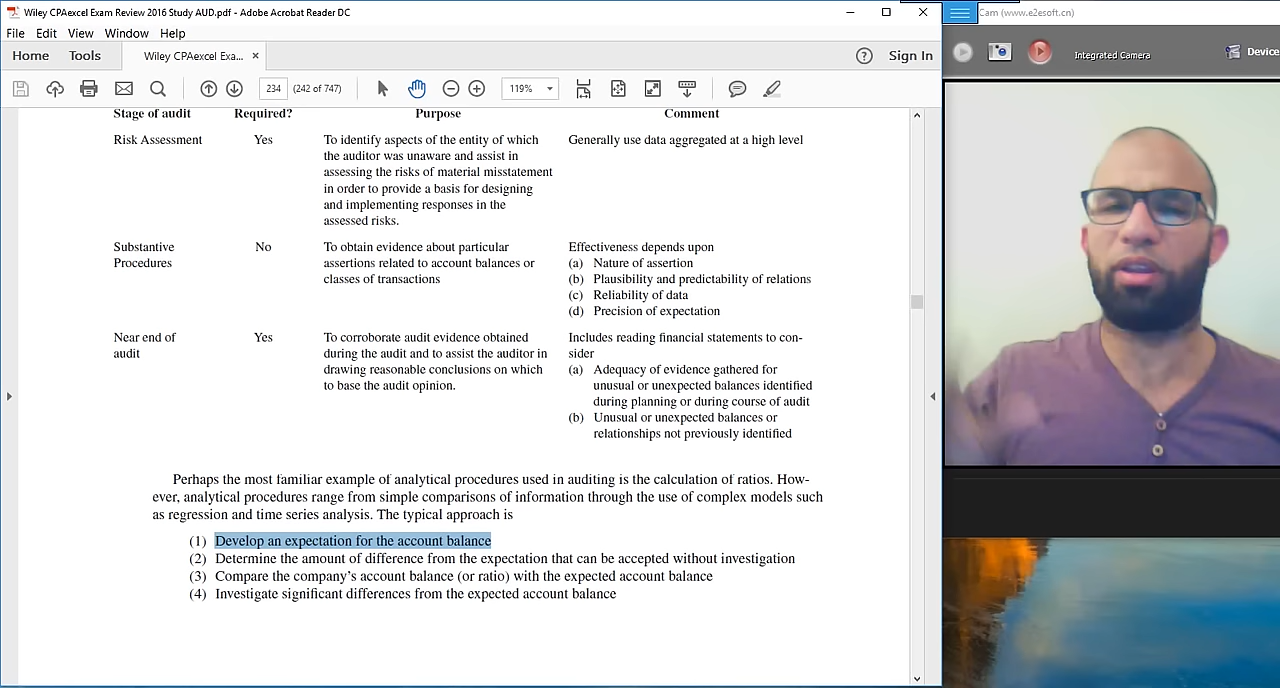 Wiley CPAexcel Exam Review 2016 Study AUD.pdf - Adobe Acrobat Reader DC
Cam (www.e2esoft.cn)
File Edit View Window Help
Home Tools Wiley CPAexcel Exa... × Sign In
234 (242 of 747) 119%
Integrated Camera Device
Stage of audit Required? Purpose Comment
Risk Assessment Yes To identify aspects of the entity of which Generally use data aggregated at a high level
the auditor was unaware and assist in
assessing the risks of material misstatement
in order to provide a basis for designing
and implementing responses in the
assessed risks.
Substantive No To obtain evidence about particular Effectiveness depends upon
Procedures assertions related to account balances or (a) Nature of assertion
classes of transactions (b) Plausibility and predictability of relations
(c) Reliability of data
(d) Precision of expectation
Near end of Yes To corroborate audit evidence obtained Includes reading financial statements to con-
audit during the audit and to assist the auditor in sider
drawing reasonable conclusions on which (a) Adequacy of evidence gathered for
to base the audit opinion. unusual or unexpected balances identified
during planning or during course of audit
(b) Unusual or unexpected balances or
relationships not previously identified
Perhaps the most familiar example of analytical procedures used in auditing is the calculation of ratios. How-
ever, analytical procedures range from simple comparisons of information through the use of complex models such
as regression and time series analysis. The typical approach is
(1) Develop an expectation for the account balance
(2) Determine the amount of difference from the expectation that can be accepted without investigation
(3) Compare the company's account balance (or ratio) with the expected account balance
(4) Investigate significant differences from the expected account balance